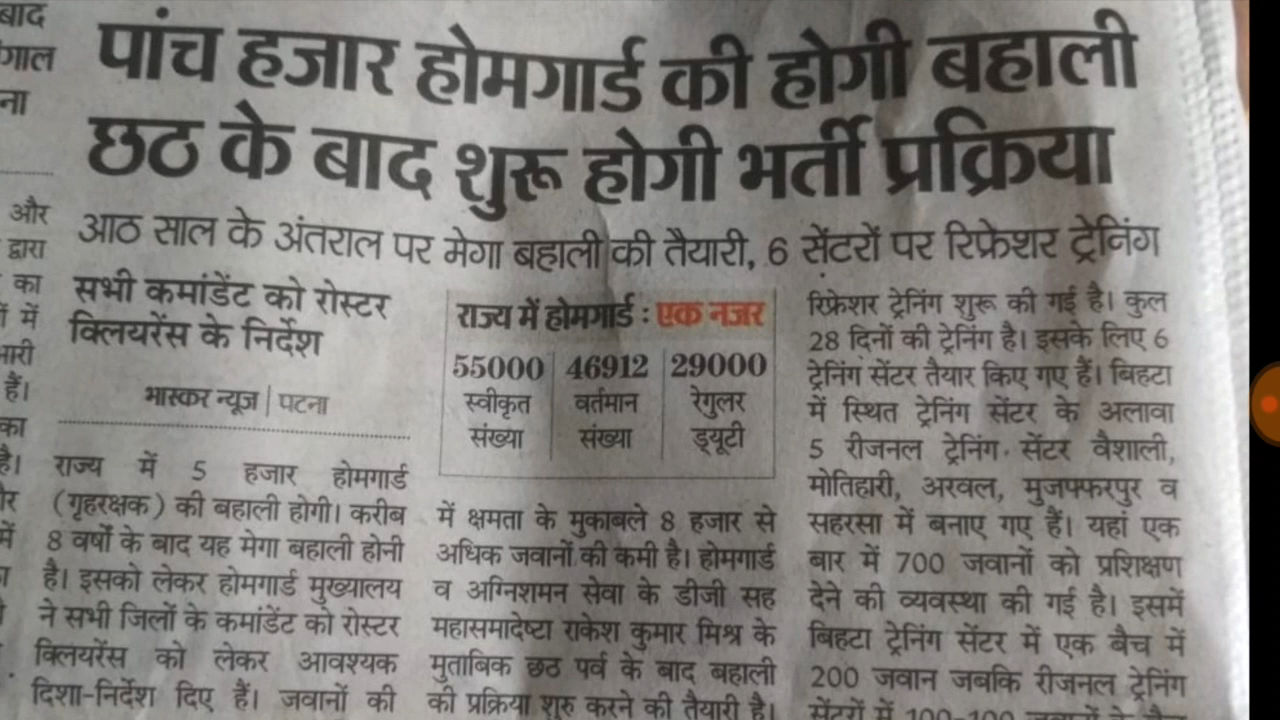 बाद
गाल
ना
और
द्वारा
का
में
हैं।
का
है।
में
पांच हजार होमगार्ड की होगी बहाली
छठ के बाद शुरू होगी भर्ती प्रक्रिया
आठ साल के अंतराल पर मेगा बहाली की तैयारी, 6 सेंटरों पर रिफ्रेशर ट्रेनिंग
सभी कमांडेंट को रोस्टर
क्लियरेंस के निर्देश
भास्कर न्यूज | पटना
राज्य में 5 हजार होमगार्ड
(गृहरक्षक) की बहाली होगी। करीब
8 वर्षों के बाद यह मेगा बहाली होनी
है। इसको लेकर होमगार्ड मुख्यालय
ने सभी जिलों के कमांडेंट को रोस्टर
क्लियरेंस को लेकर आवश्यक
दिशा-निर्देश दिए हैं। जवानों की
राज्य में होमगार्ड : एक नजर
55000 46912 29000
स्वीकृत वर्तमान रेगुलर
संख्या संख्या ड्यूटी
में क्षमता के मुकाबले 8 हजार से
अधिक जवानों की कमी है। होमगार्ड
व अग्निशमन सेवा के डीजी सह
महासमादेष्टा राकेश कुमार मिश्र के
मुताबिक छठ पर्व के बाद बहाली
की प्रक्रिया शुरु करने की तैयारी है।
रिफ्रेशर ट्रेनिंग शुरू की गई है। कुल
28 दिनों की ट्रेनिंग है। इसके लिए 6
ट्रेनिंग सेंटर तैयार किए गए हैं। बिहटा
में स्थित ट्रेनिंग सेंटर के अलावा
5 रीजनल ट्रेनिंग सेंटर वैशाली,
मोतिहारी, अरवल, मुजफ्फरपुर व
सहरसा में बनाए गए हैं। यहां एक
बार में 700 जवानों को प्रशिक्षण
देने की व्यवस्था की गई है। इसमें
बिहटा ट्रेनिंग सेंटर में एक बैच में
200 जवान जबकि रीजनल ट्रेनिंग
सेंटरों में 100-100 जवानों के